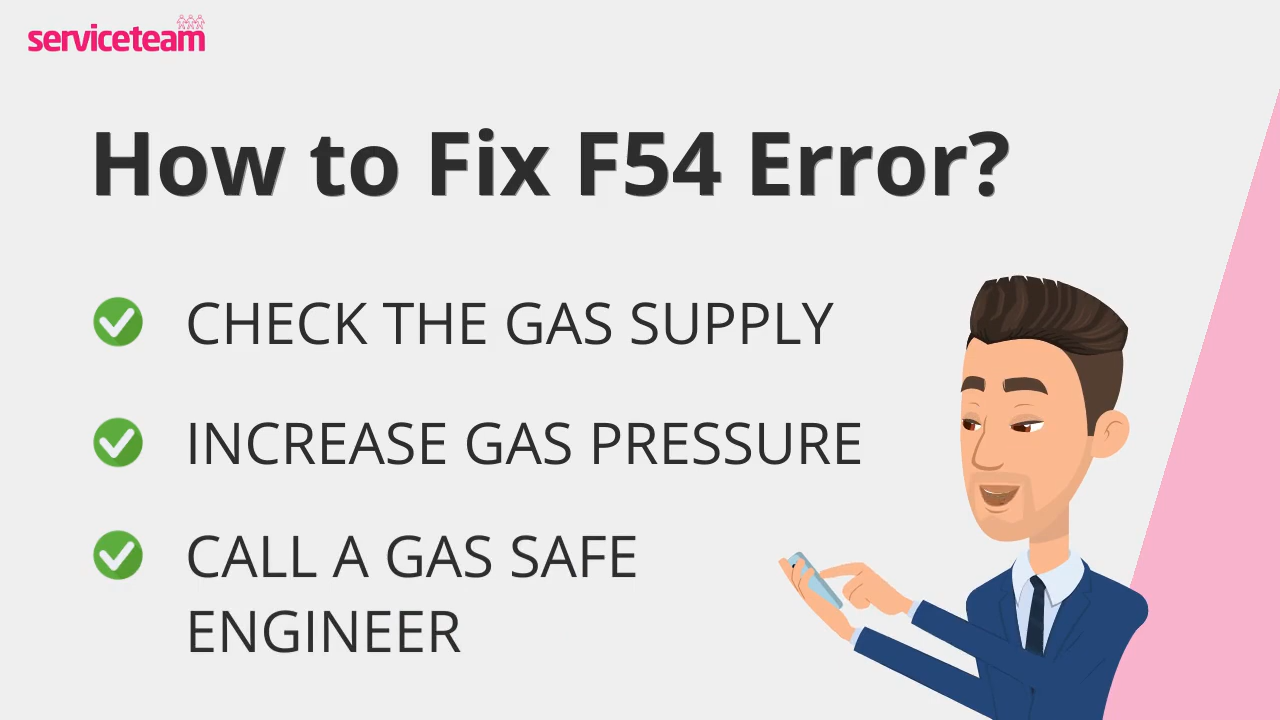 serviceteam
How to Fix F54 Error?
CHECK THE GAS SUPPLY
INCREASE GAS PRESSURE
CALL A GAS SAFE
ENGINEER